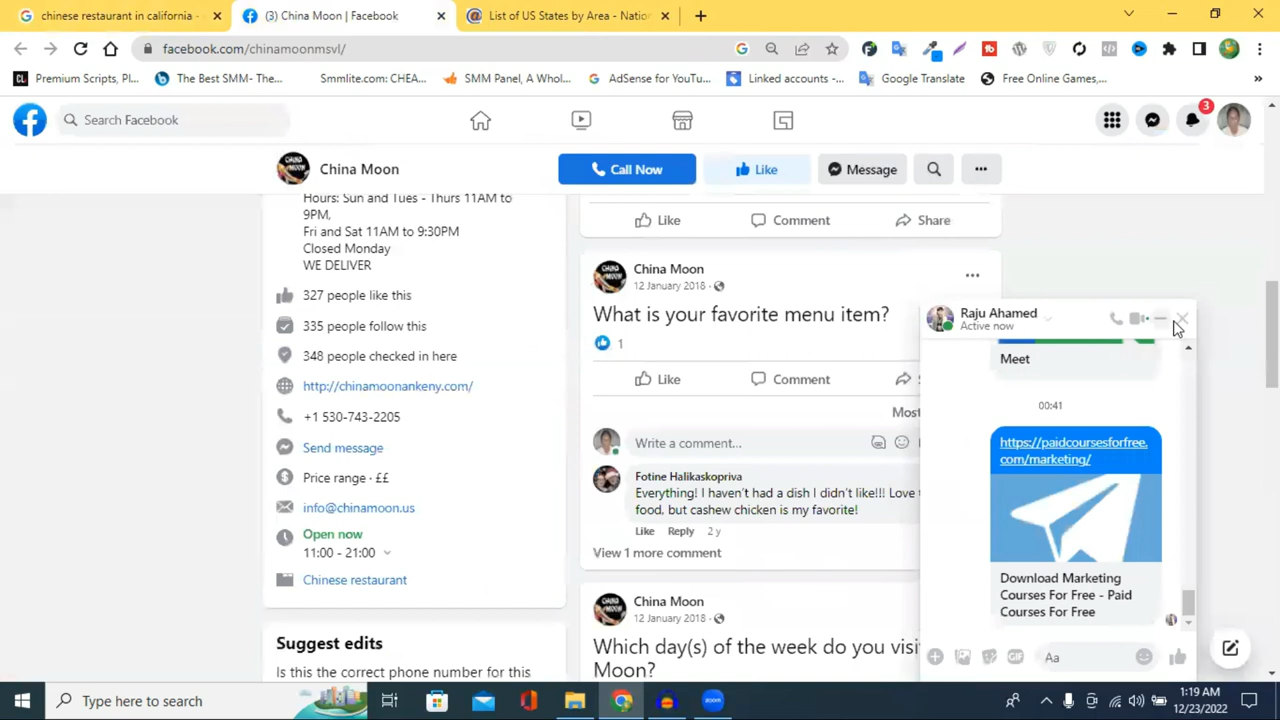 chinese restaurant in california -
(3) China Moon | Facebook
List of US States by Area - Natio
facebook.com/chinamoonmsvl/
Premium Scripts, Pl...
The Best SMM- The...
Smmlite.com: CHEA...
SMM Panel, A Whol...
AdSense for YouTu...
Linked accounts -...
Google Translate
Free Online Games,...
Search Facebook
3
China Moon
Call Now
Like
Message
Hours: Sun and Tues - Thurs 11AM to
9PM,
Fri and Sat 11AM to 9:30PM
Closed Monday
WE DELIVER
327 people like this
335 people follow this
348 people checked in here
http://chinamoonankeny.com/
+1 530-743-2205
Send message
Price range · ££
info@chinamoon.us
Open now
11:00 - 21:00
Chinese restaurant
Suggest edits
Is this the correct phone number for this
Like
Comment
Share
China Moon
12 January 2018 ·
What is your favorite menu item?
1
Like
Comment
Most
Write a comment...
Fotine Halikaskopriva
Everything! I haven't had a dish I didn't like!!! Love
food, but cashew chicken is my favorite!
Like Reply 2 y
View 1 more comment
China Moon
12 January 2018 ·
Which day(s) of the week do you visi
Moon?
Raju Ahamed
Active now
Meet
00:41
https://paidcoursesforfree.
com/marketing/
Download Marketing
Courses For Free - Paid
Courses For Free
GIF
Aa
Type here to search
zoom
1:19 AM
12/23/2022